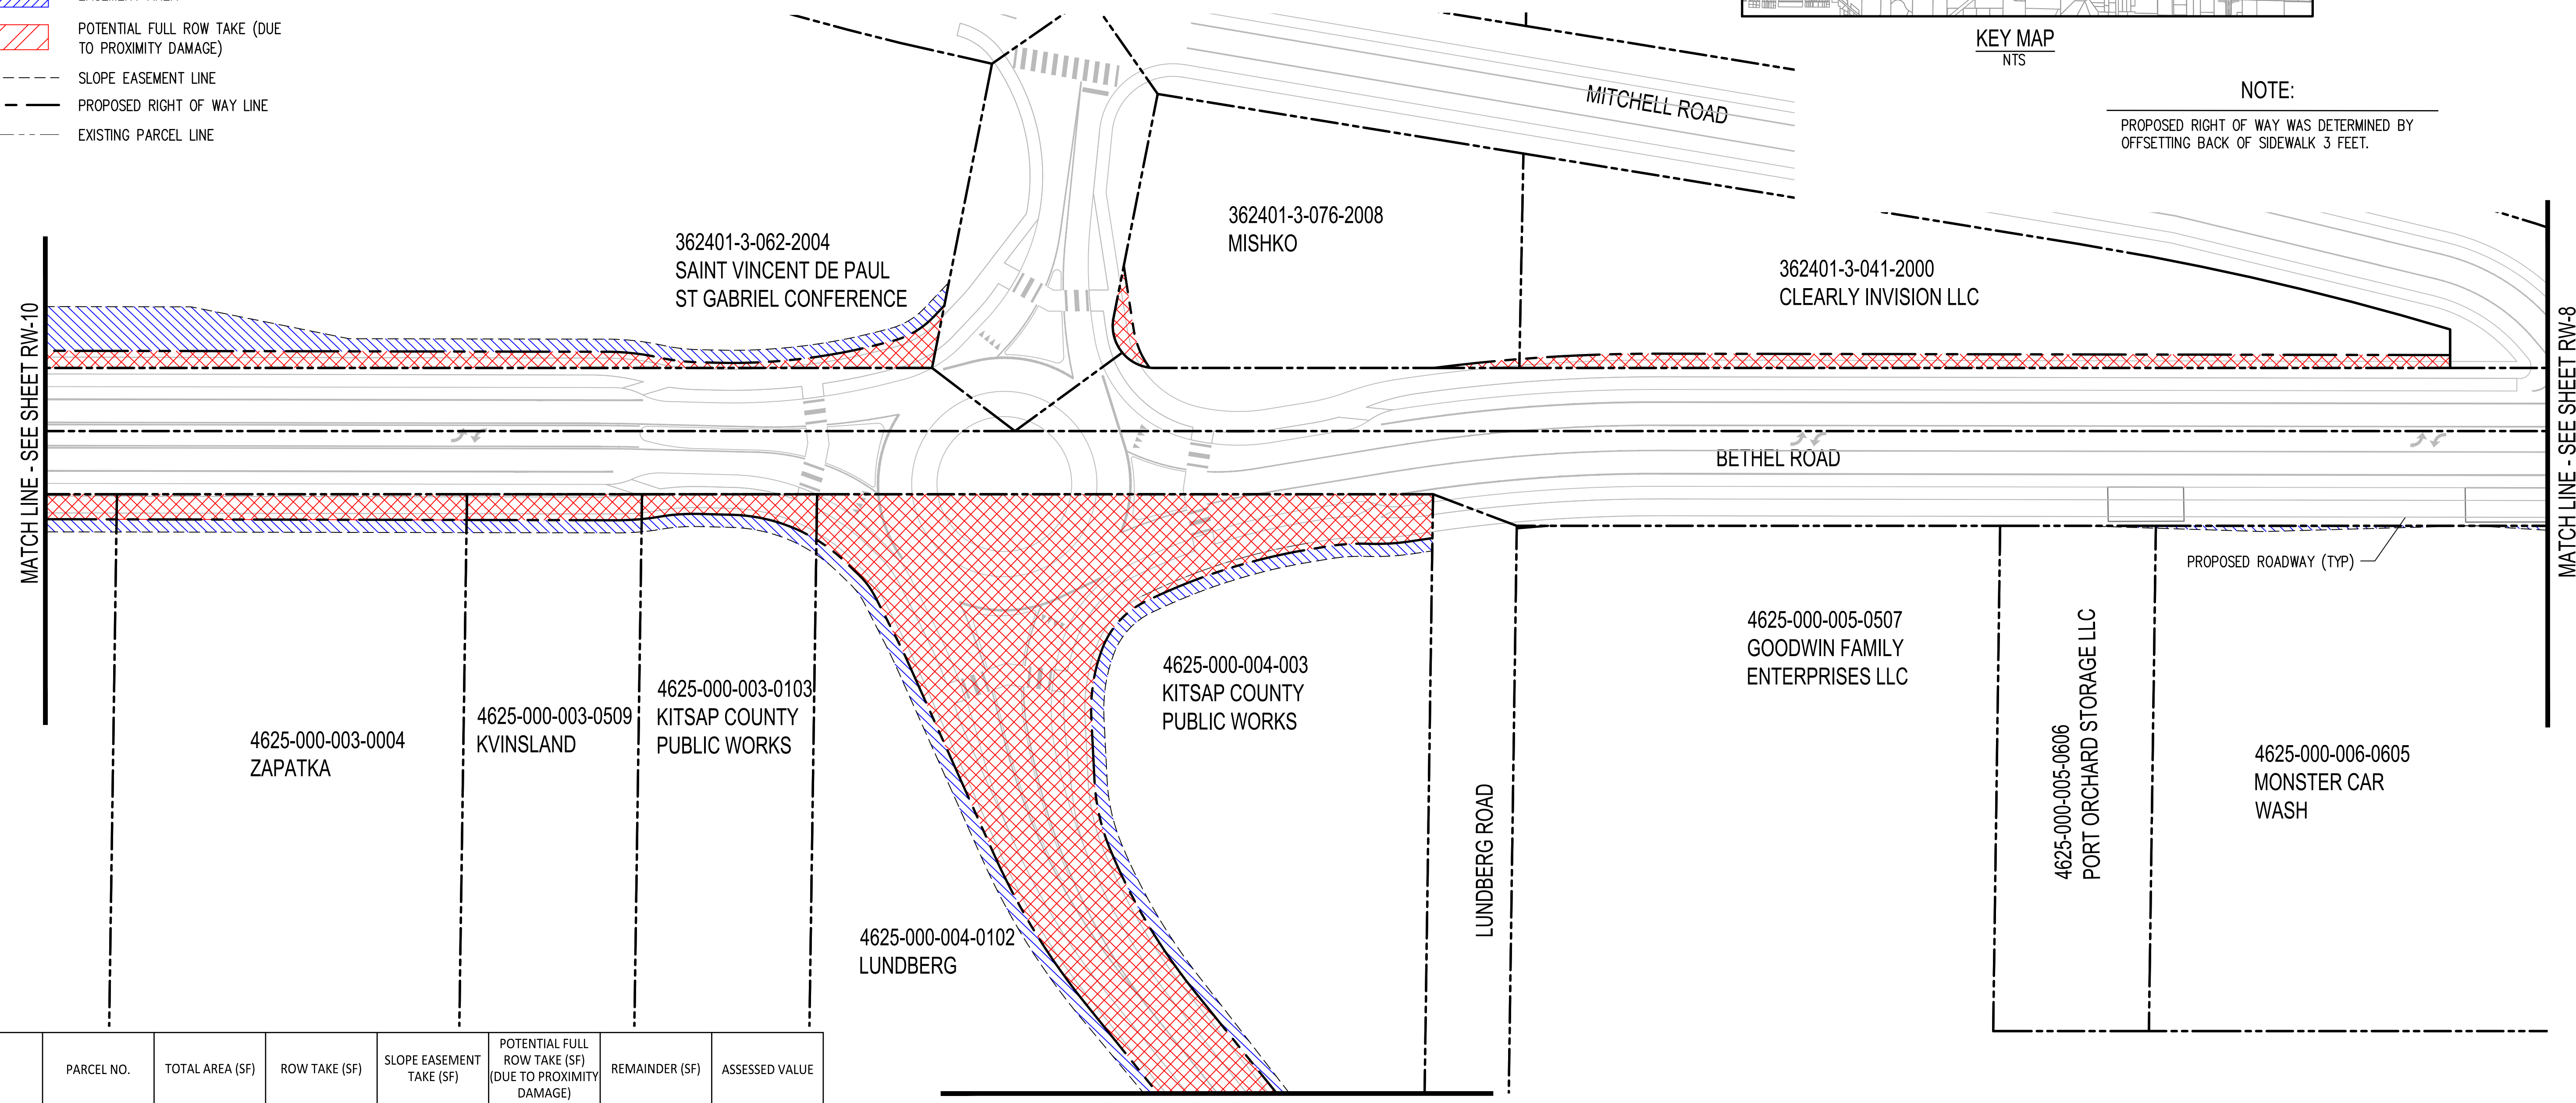 POTENTIAL FULL ROW TAKE (DUE
TO PROXIMITY DAMAGE)
SLOPE EASEMENT LINE
PROPOSED RIGHT OF WAY LINE
EXISTING PARCEL LINE
KEY MAP
NTS
NOTE:
PROPOSED RIGHT OF WAY WAS DETERMINED BY
OFFSETTING BACK OF SIDEWALK 3 FEET.
MITCHELL ROAD
362401-3-062-2004
SAINT VINCENT DE PAUL
ST GABRIEL CONFERENCE
362401-3-076-2008
MISHKO
362401-3-041-2000
CLEARLY INVISION LLC
MATCH LINE - SEE SHEET RW-10
MATCH LINE - SEE SHEET RW-8
BETHEL ROAD
PROPOSED ROADWAY (TYP)
4625-000-003-0004
ZAPATKA
4625-000-003-0509
KVINSLAND
4625-000-003-0103
KITSAP COUNTY
PUBLIC WORKS
4625-000-004-003
KITSAP COUNTY
PUBLIC WORKS
4625-000-004-0102
LUNDBERG
LUNDBERG ROAD
4625-000-005-0507
GOODWIN FAMILY
ENTERPRISES LLC
4625-000-005-0606
PORT ORCHARD STORAGE LLC
4625-000-006-0605
MONSTER CAR
WASH
PARCEL NO.
TOTAL AREA (SF)
ROW TAKE (SF)
SLOPE EASEMENT
TAKE (SF)
POTENTIAL FULL
ROW TAKE (SF)
(DUE TO PROXIMITY
DAMAGE)
REMAINDER (SF)
ASSESSED VALUE